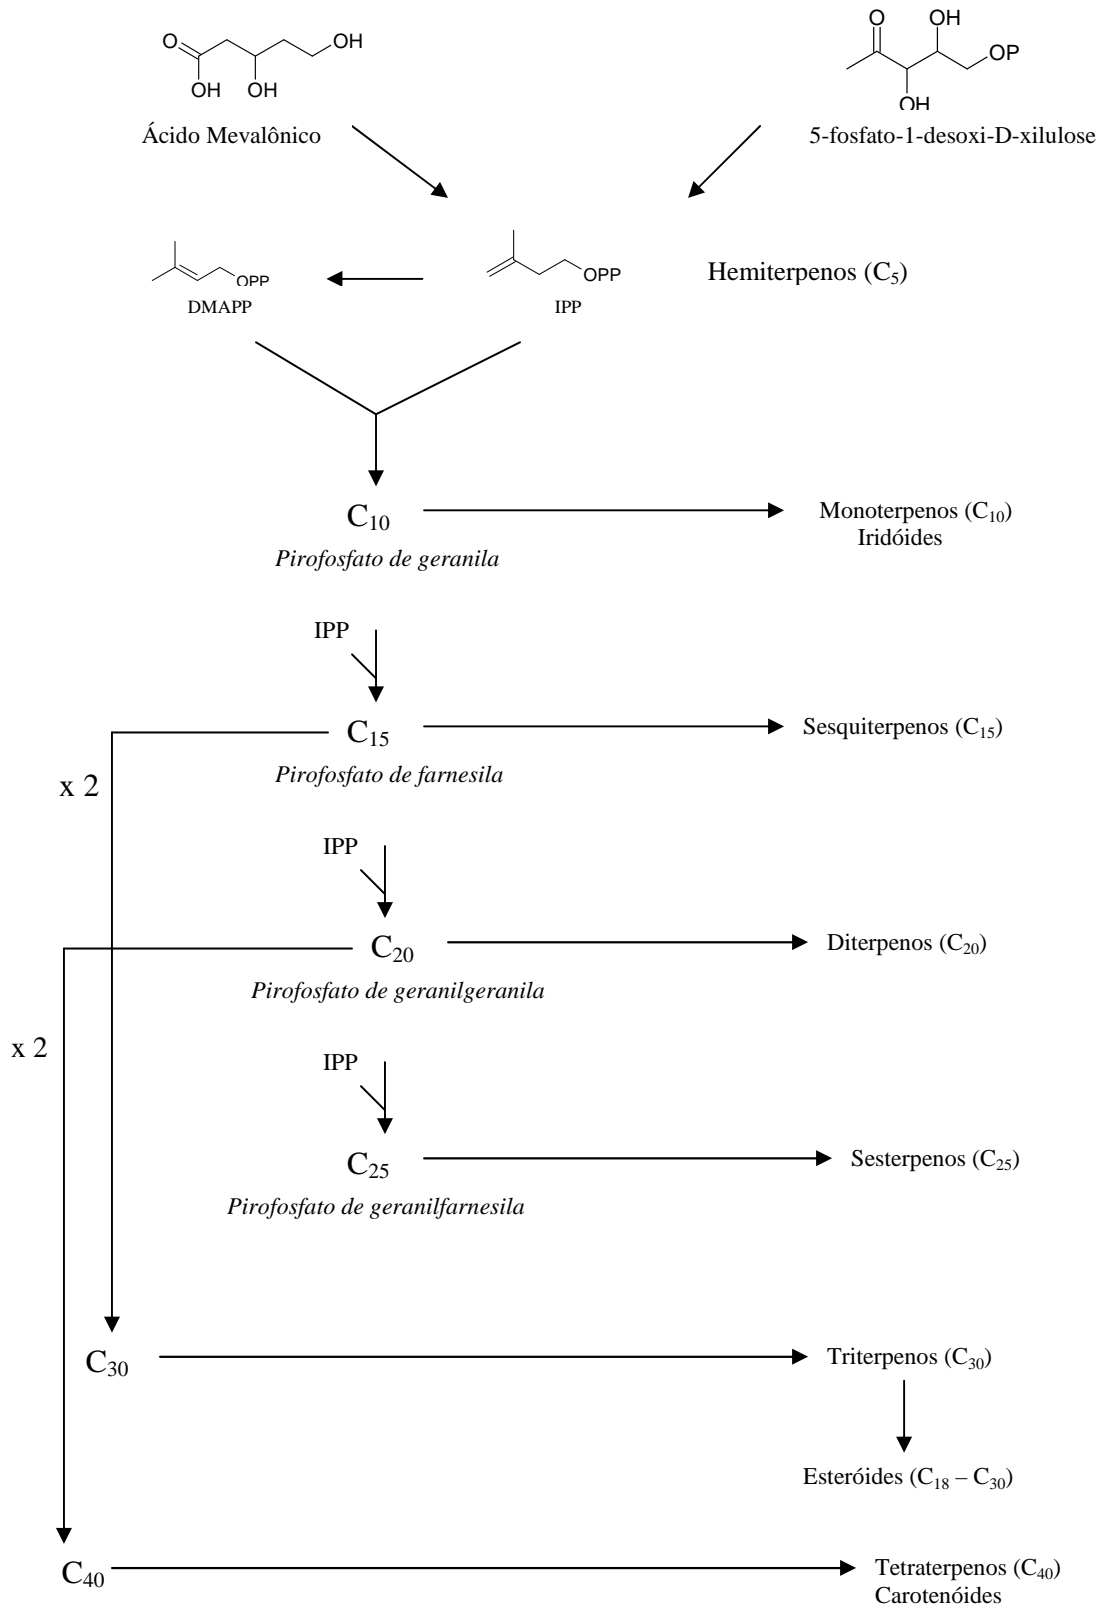 O
OH
OH
OH
Ácido Mevalônico
O
OH
OP
OH
5-fosfato-1-desoxi-D-xilulose
OPP
DMAPP
OPP
IPP
Hemiterpenos (C5)
C10
Pirofosfato de geranila
Monoterpenos (C10)
Iridóides
IPP
C15
Pirofosfato de farnesila
Sesquiterpenos (C15)
x 2
IPP
C20
Pirofosfato de geranilgeranila
Diterpenos (C20)
x 2
IPP
C25
Pirofosfato de geranilfarnesila
Sesterpenos (C25)
C30
Triterpenos (C30)
Esteróides (C18 – C30)
C40
Tetraterpenos (C40)
Carotenóides